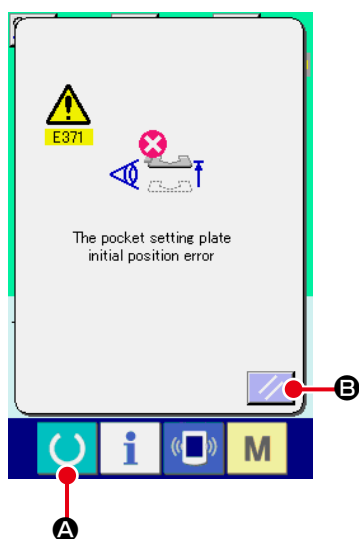 E371
The pocket setting plate
initial position error
B
i
M
A